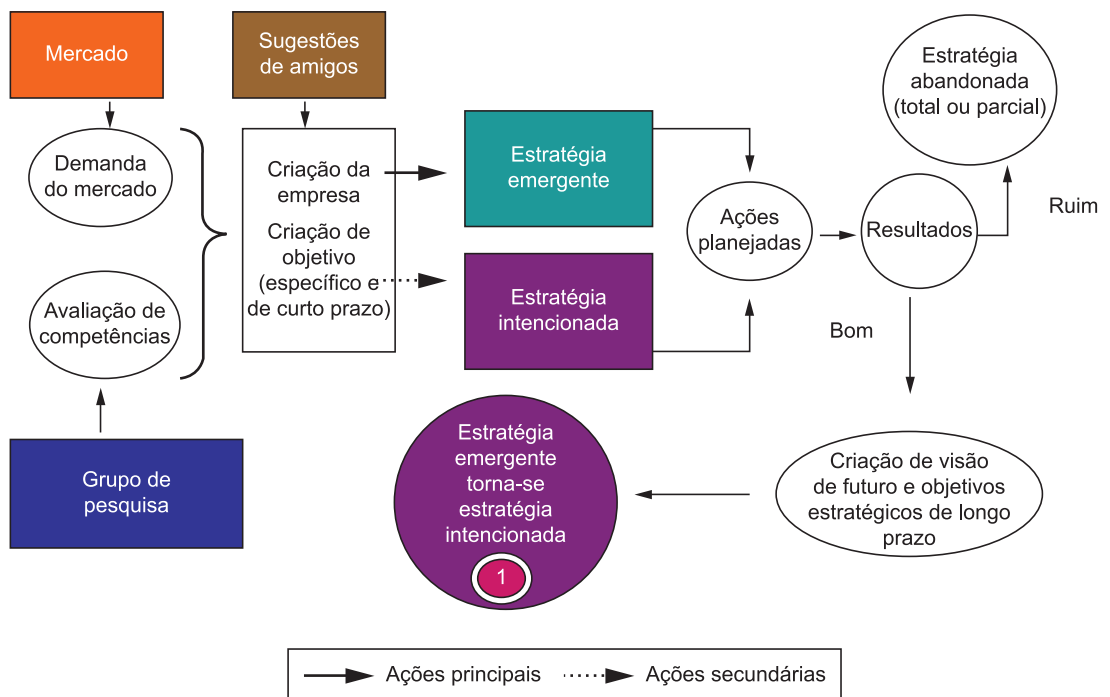 Mercado
Sugestões
de amigos
Demanda
do mercado
Avaliação de
competências
Grupo de
pesquisa
Criação da
empresa
Criação de
objetivo
(específico e
de curto prazo)
Estratégia
emergente
Estratégia
intencionada
Ações
planejadas
Resultados
Estratégia
abandonada
(total ou parcial)
Ruim
Bom
Criação de visão
de futuro e objetivos
estratégicos de longo
prazo
Estratégia
emergente
torna-se
estratégia
intencionada
1
Ações principais
Ações secundárias